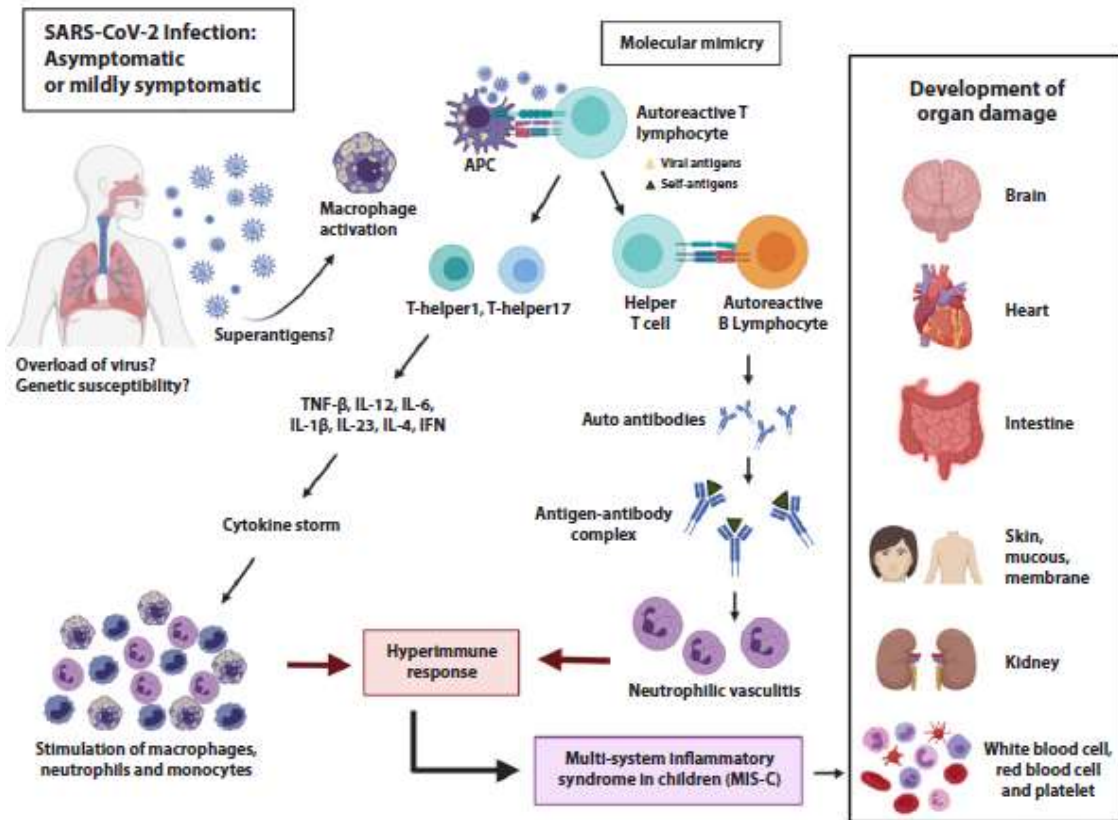 SARS-CoV-2 Infection:
Asymptomatic
or mildly symptomatic
Molecular mimicry
APC
Autoreactive T
lymphocyte
Viral antigens
Self-antigens
Macrophage
activation
Superantigens?
Overload of virus?
Genetic susceptibility?
T-helper1, T-helper17
Helper
T cell
Autoreactive
B Lymphocyte
TNF-β, IL-12, IL-6,
IL-1β, IL-23, IL-4, IFN
Auto antibodies
Cytokine storm
Antigen-antibody
complex
Stimulation of macrophages,
neutrophils and monocytes
Hyperimmune
response
Neutrophilic vasculitis
Multi-system inflammatory
syndrome in children (MIS-C)
Development of
organ damage
Brain
Heart
Intestine
Skin,
mucous,
membrane
Kidney
White blood cell,
red blood cell
and platelet